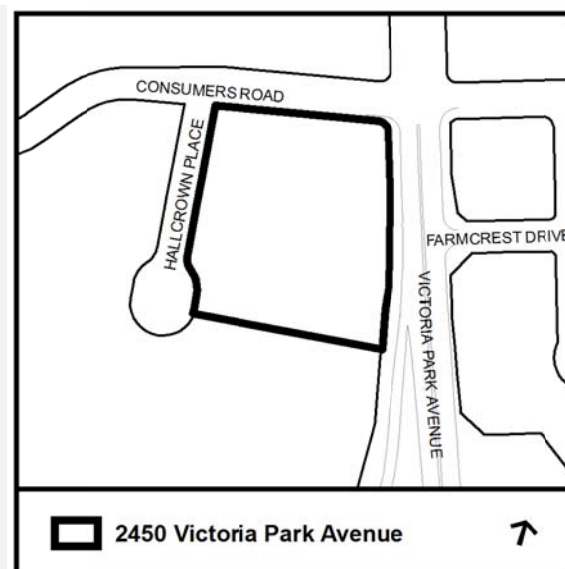 CONSUMERS ROAD
HALLCROWN PLACE
FARMCREST DRIVE
VICTORIA PARK AVENUE
2450 Victoria Park Avenue